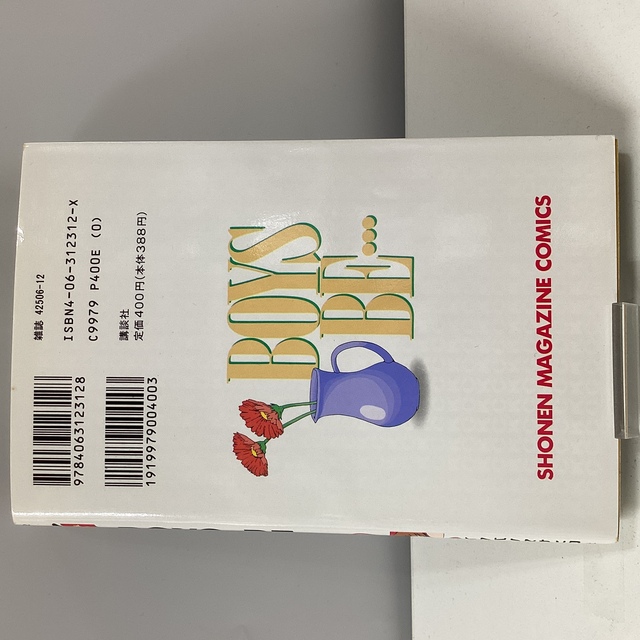 9784063123128
1919979004003
雑誌 42506-12
ISBN4-06-312312-X
C9979 P400E (0)
講談社
定価400円(本体388円)
BOYS
BE...
SHONEN MAGAZINE COMICS